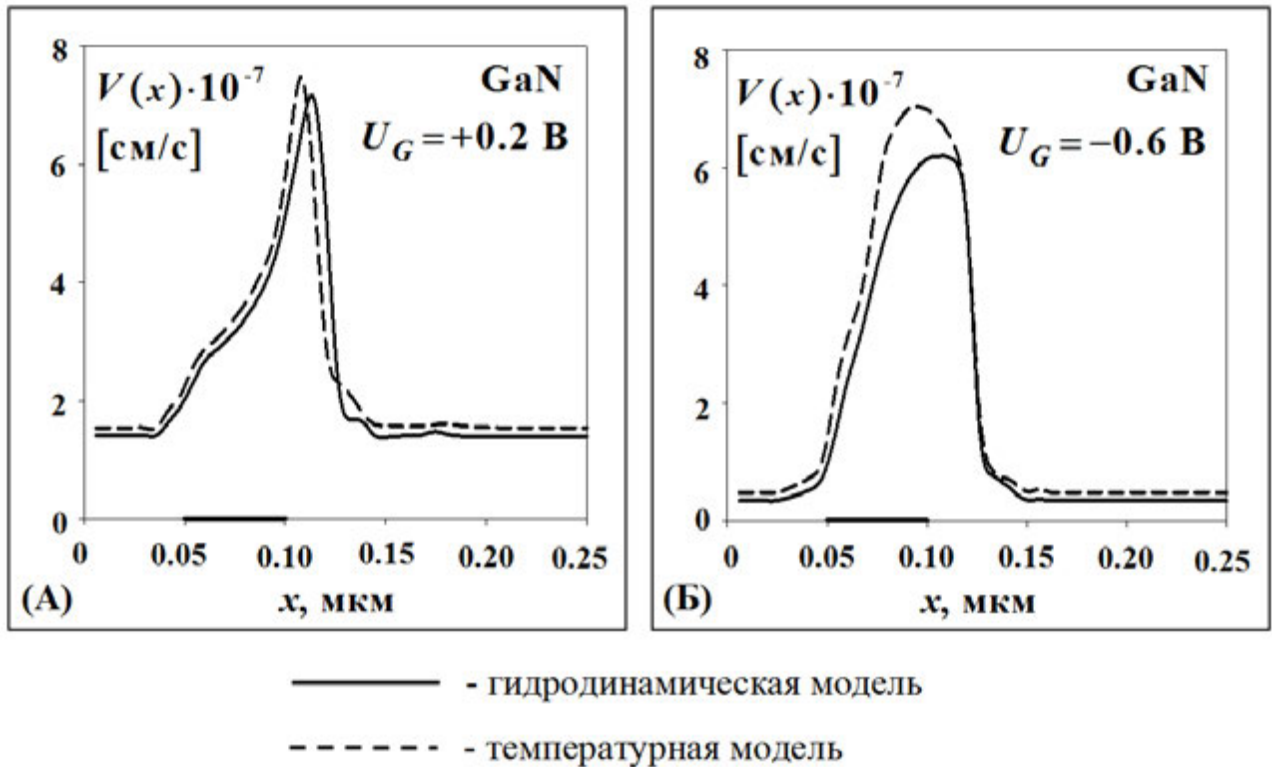 8
V(x)·10⁻⁷
GaN
[см/с]
U_G=+0.2 В
6
4
2
0
0
0.05
0.10
0.15
0.20
0.25
(А)
x, мкм
8
V(x)·10⁻⁷
GaN
[см/с]
U_G=−0.6 В
6
4
2
0
0
0.05
0.10
0.15
0.20
0.25
(Б)
x, мкм
- гидродинамическая модель
- температурная модель